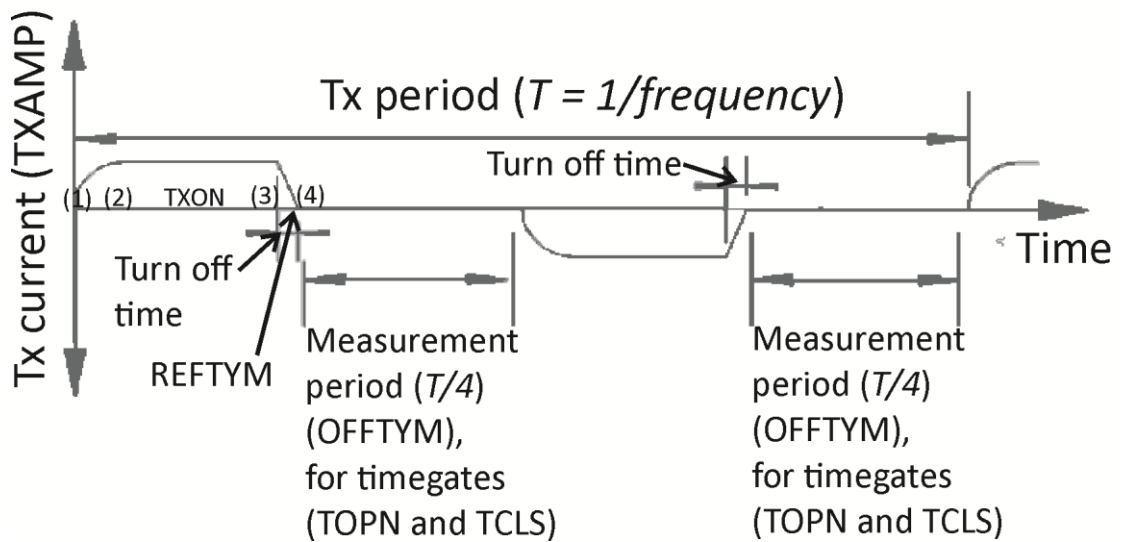 Tx current (TXAMP)
Tx period (T = 1/frequency)
Turn off time
(1) (2) TXON (3) (4)
Time
Turn off
time
REFTYM
Measurement
period (T/4)
(OFFTYM),
for timegates
(TOPN and TCLS)
Measurement
period (T/4)
(OFFTYM),
for timegates
(TOPN and TCLS)